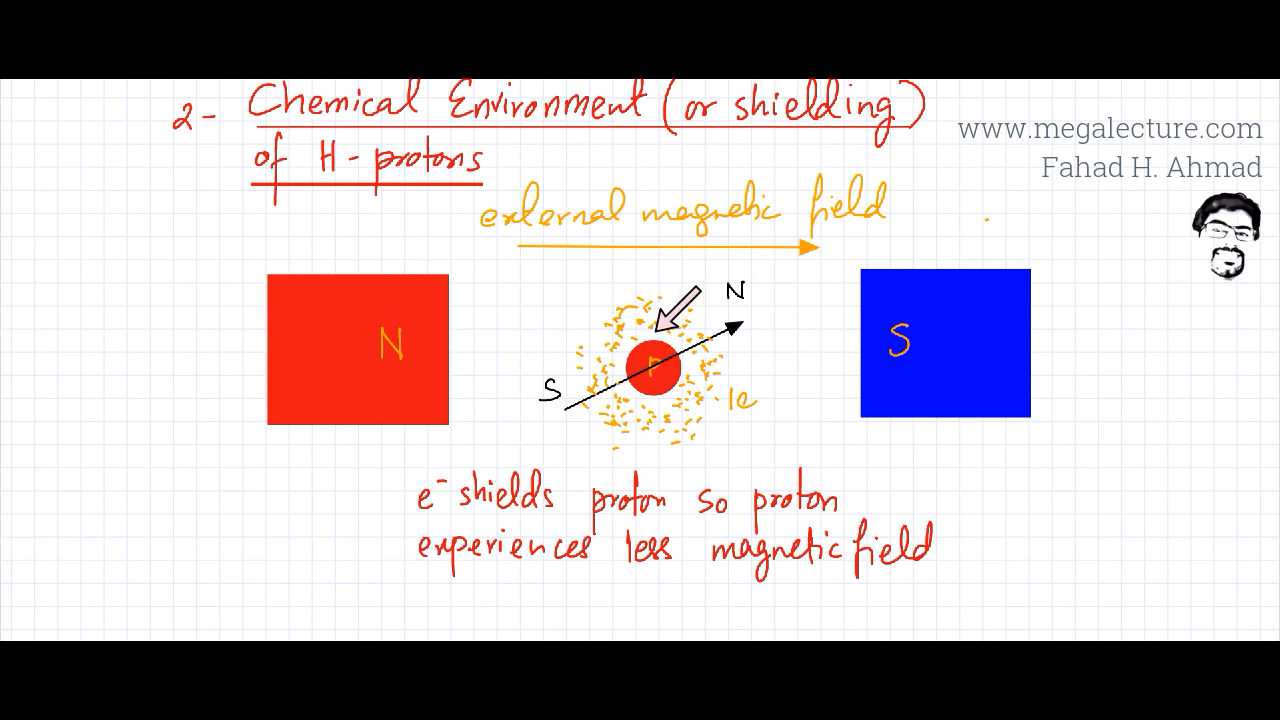 2- Chemical Environment (or shielding)
of H-protons
www.megalecture.com
Fahad H. Ahmad
external magnetic field
N
N
S
P
S
1e
e⁻ shields proton so proton
experiences less magnetic field